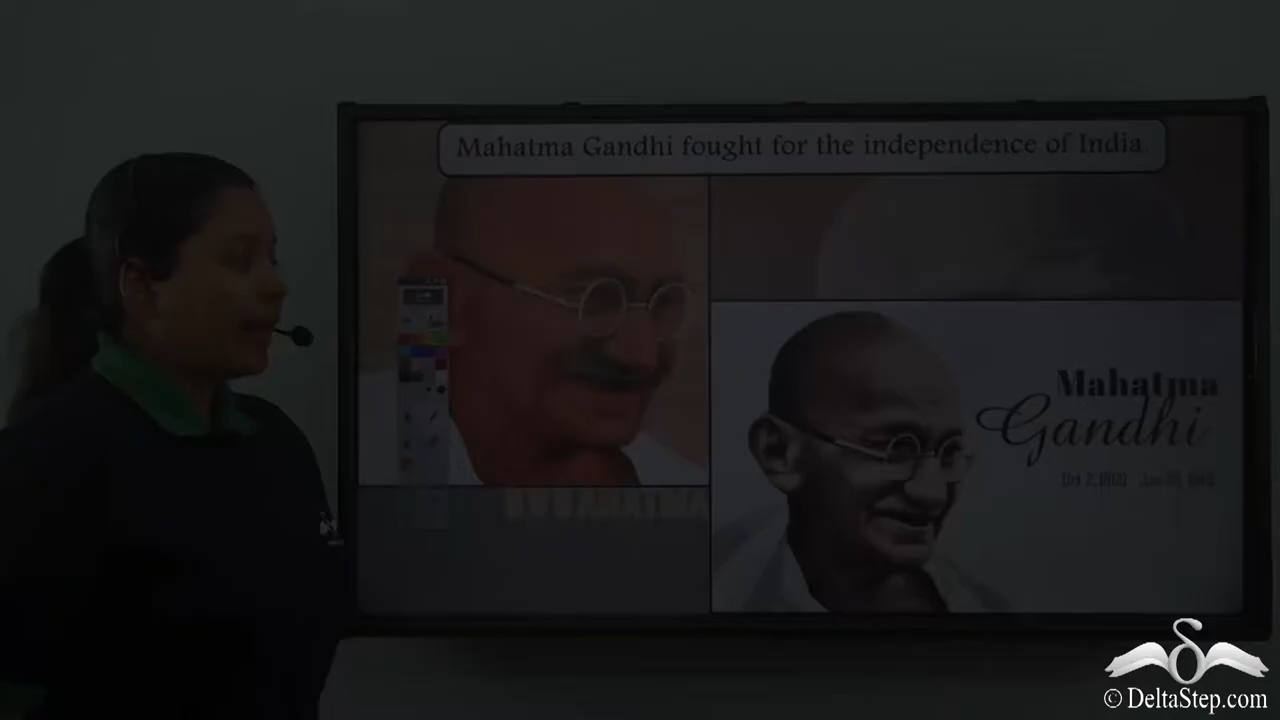 Mahatma Gandhi fought for the independence of India.
Mahatma
Gandhi
© DeltaStep.com